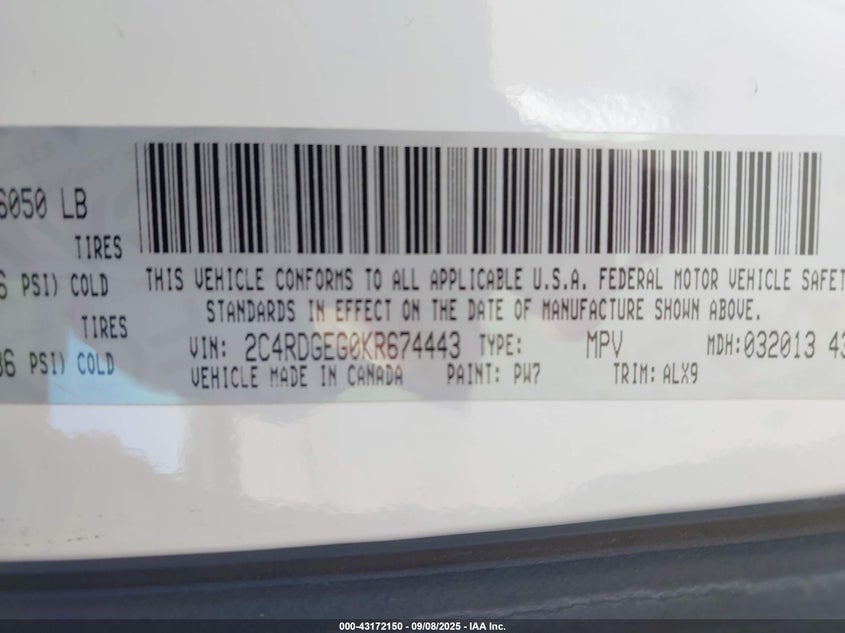 6050 LB
TIRES
6 PSI) COLD
TIRES
36 PSI) COLD
THIS VEHICLE CONFORMS TO ALL APPLICABLE U.S.A. FEDERAL MOTOR VEHICLE SAFET
STANDARDS IN EFFECT ON THE DATE OF MANUFACTURE SHOWN ABOVE.
VIN: 2C4RDGEG0KR674443 TYPE: MPV MDH: 032013 43
VEHICLE MADE IN CANADA PAINT: PW7 TRIM: ALX9
000-43172150 - 09/08/2025 - IAA Inc.